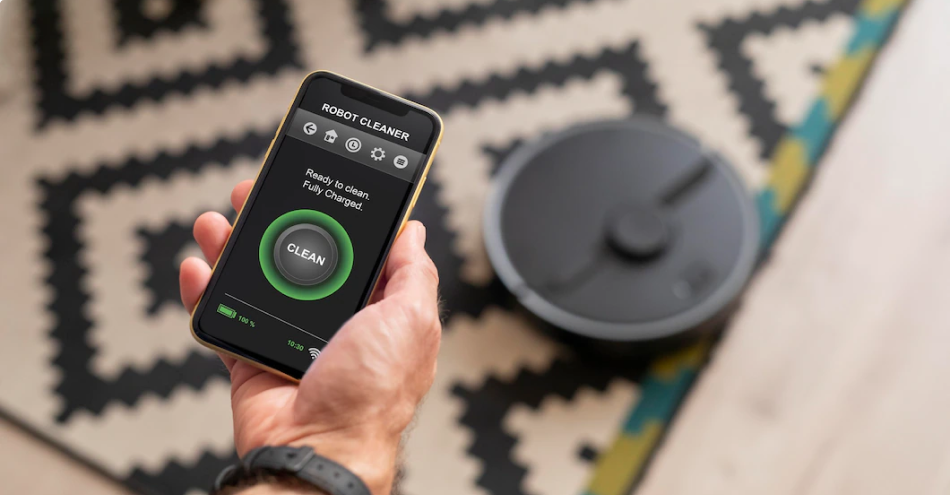 ROBOT CLEANER
Ready to clean.
Fully Charged.
CLEAN
100 %
10:30